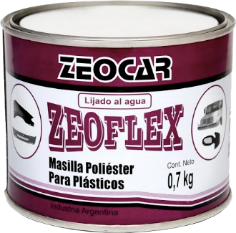 ZEOCAR
Lijado al agua
ZEOFLEX
Masilla Poliéster
Para Plásticos
Cont. Neto
0,7 kg
Industria Argentina